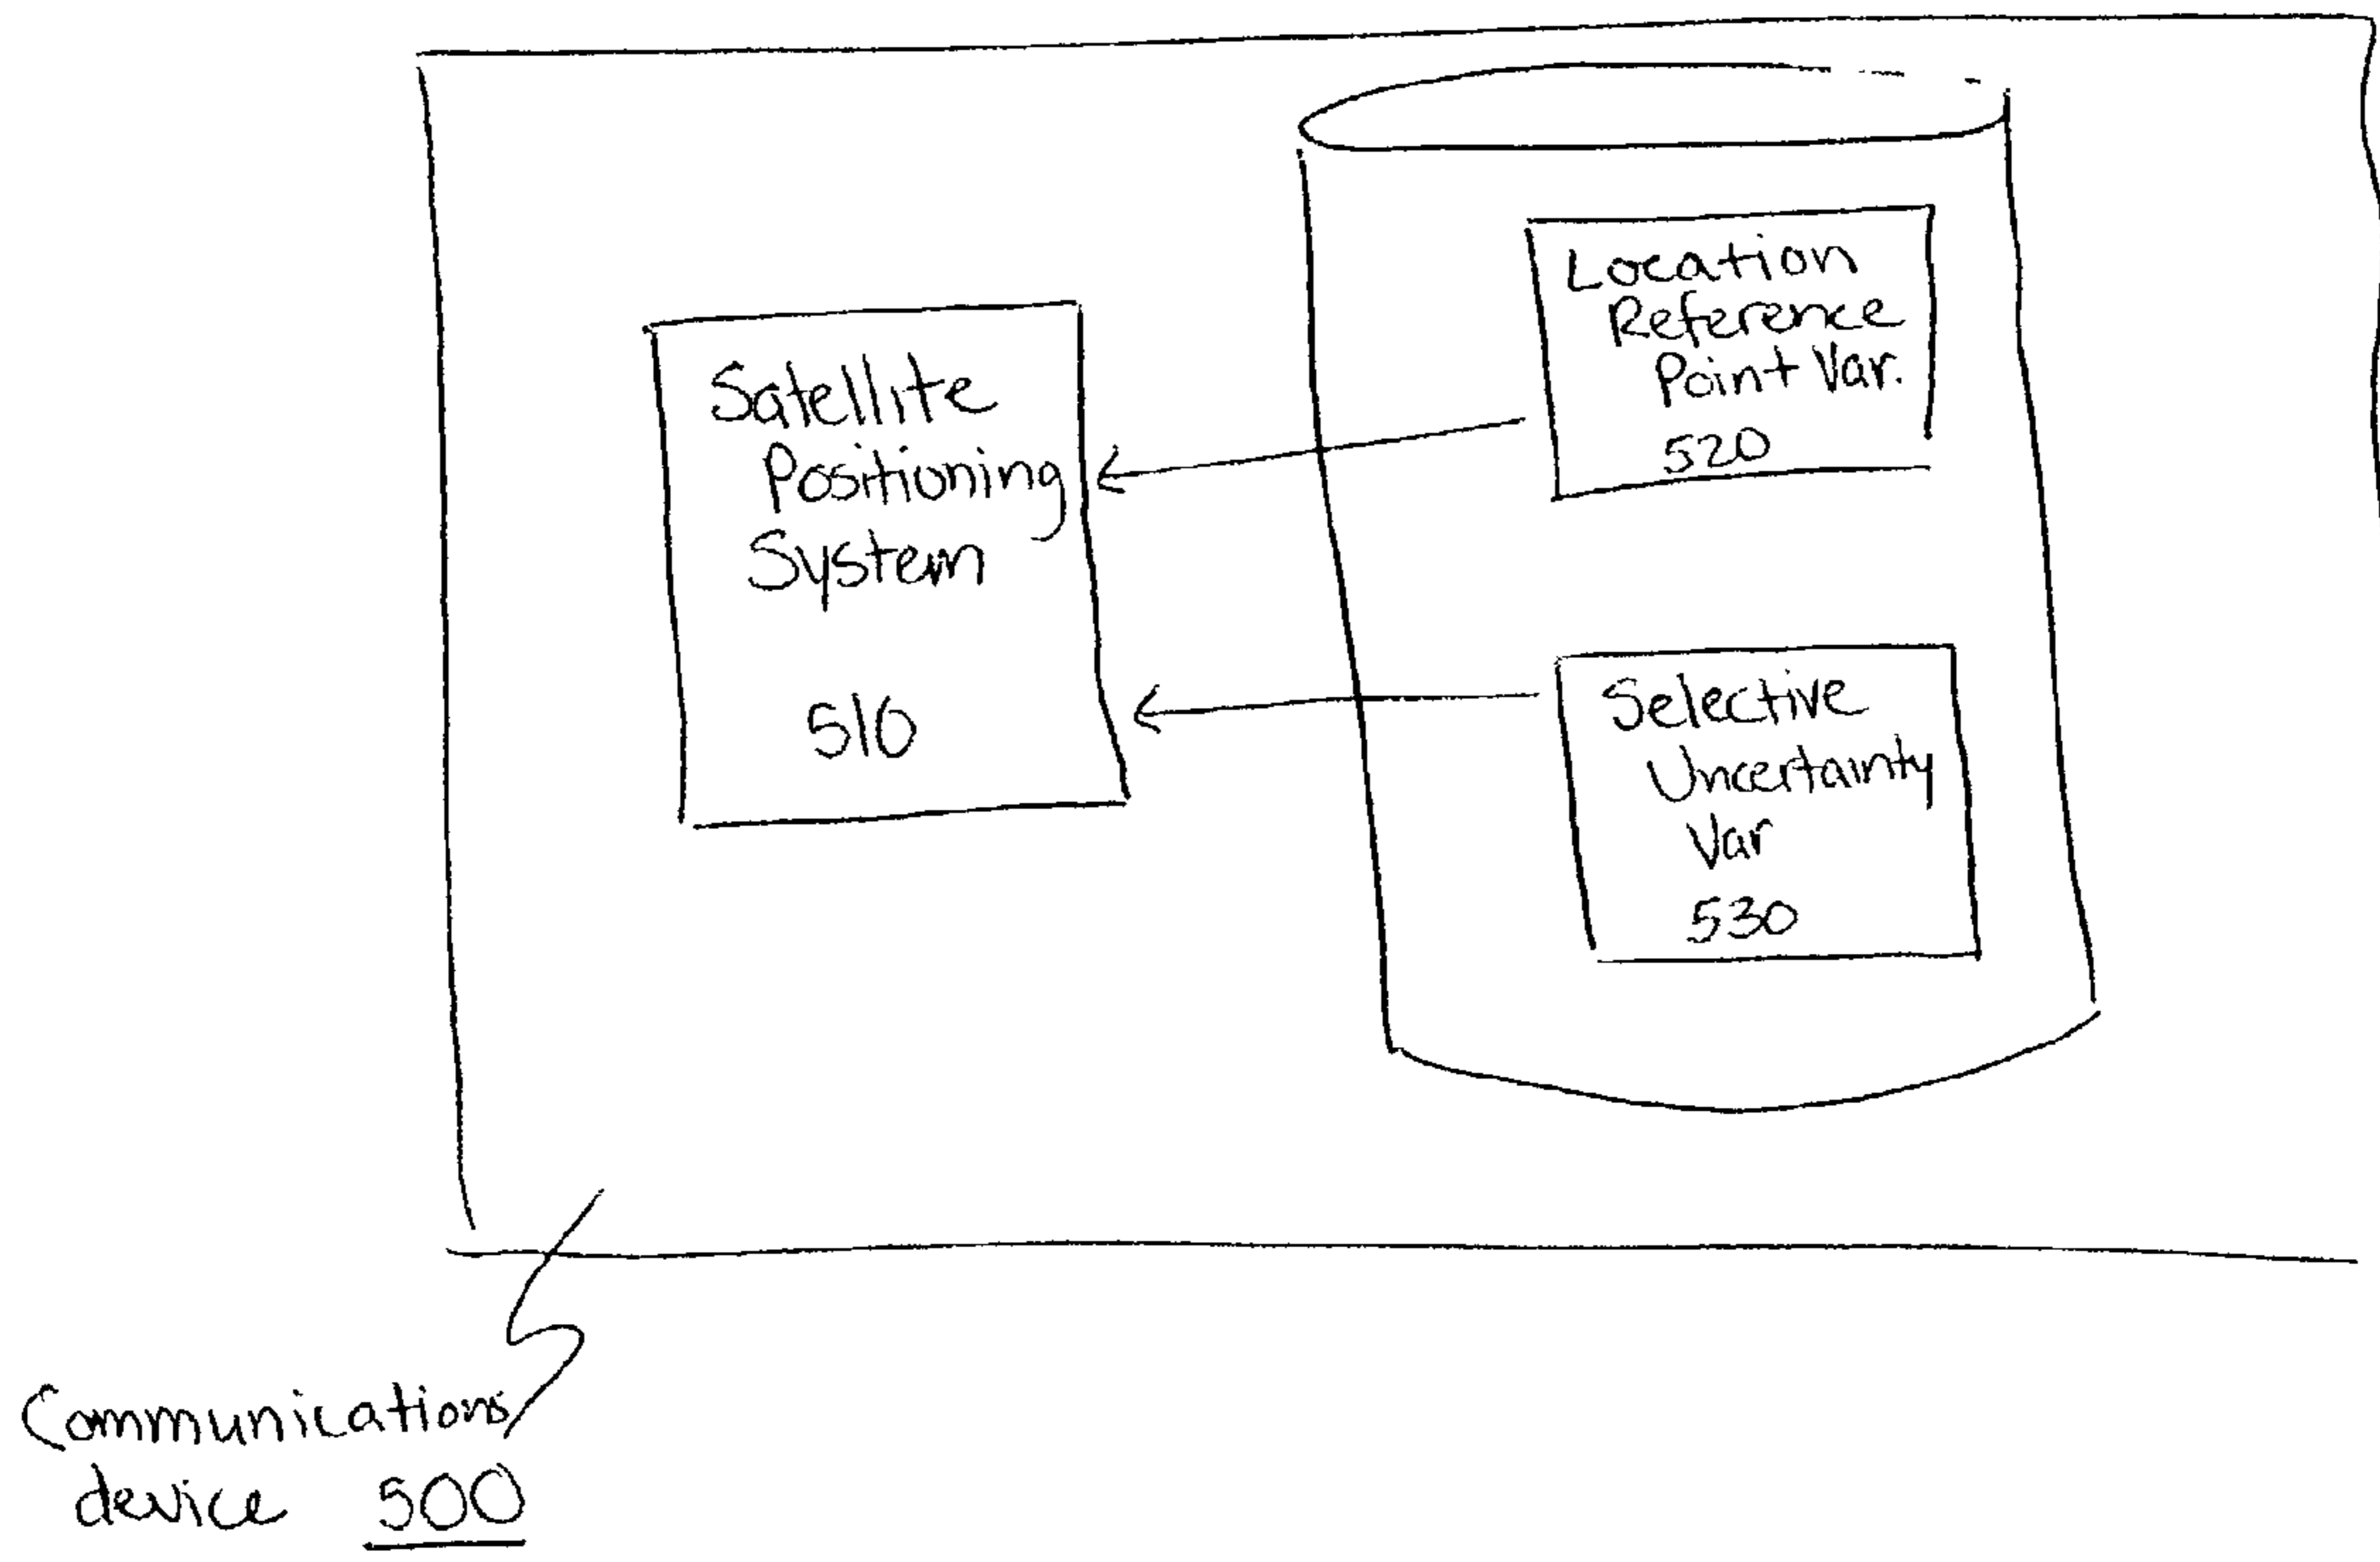 Satellite
Positioning
System
510
Location
Reference
Point Var.
520
Selective
Uncertainty
Var
530
Communications
device 500